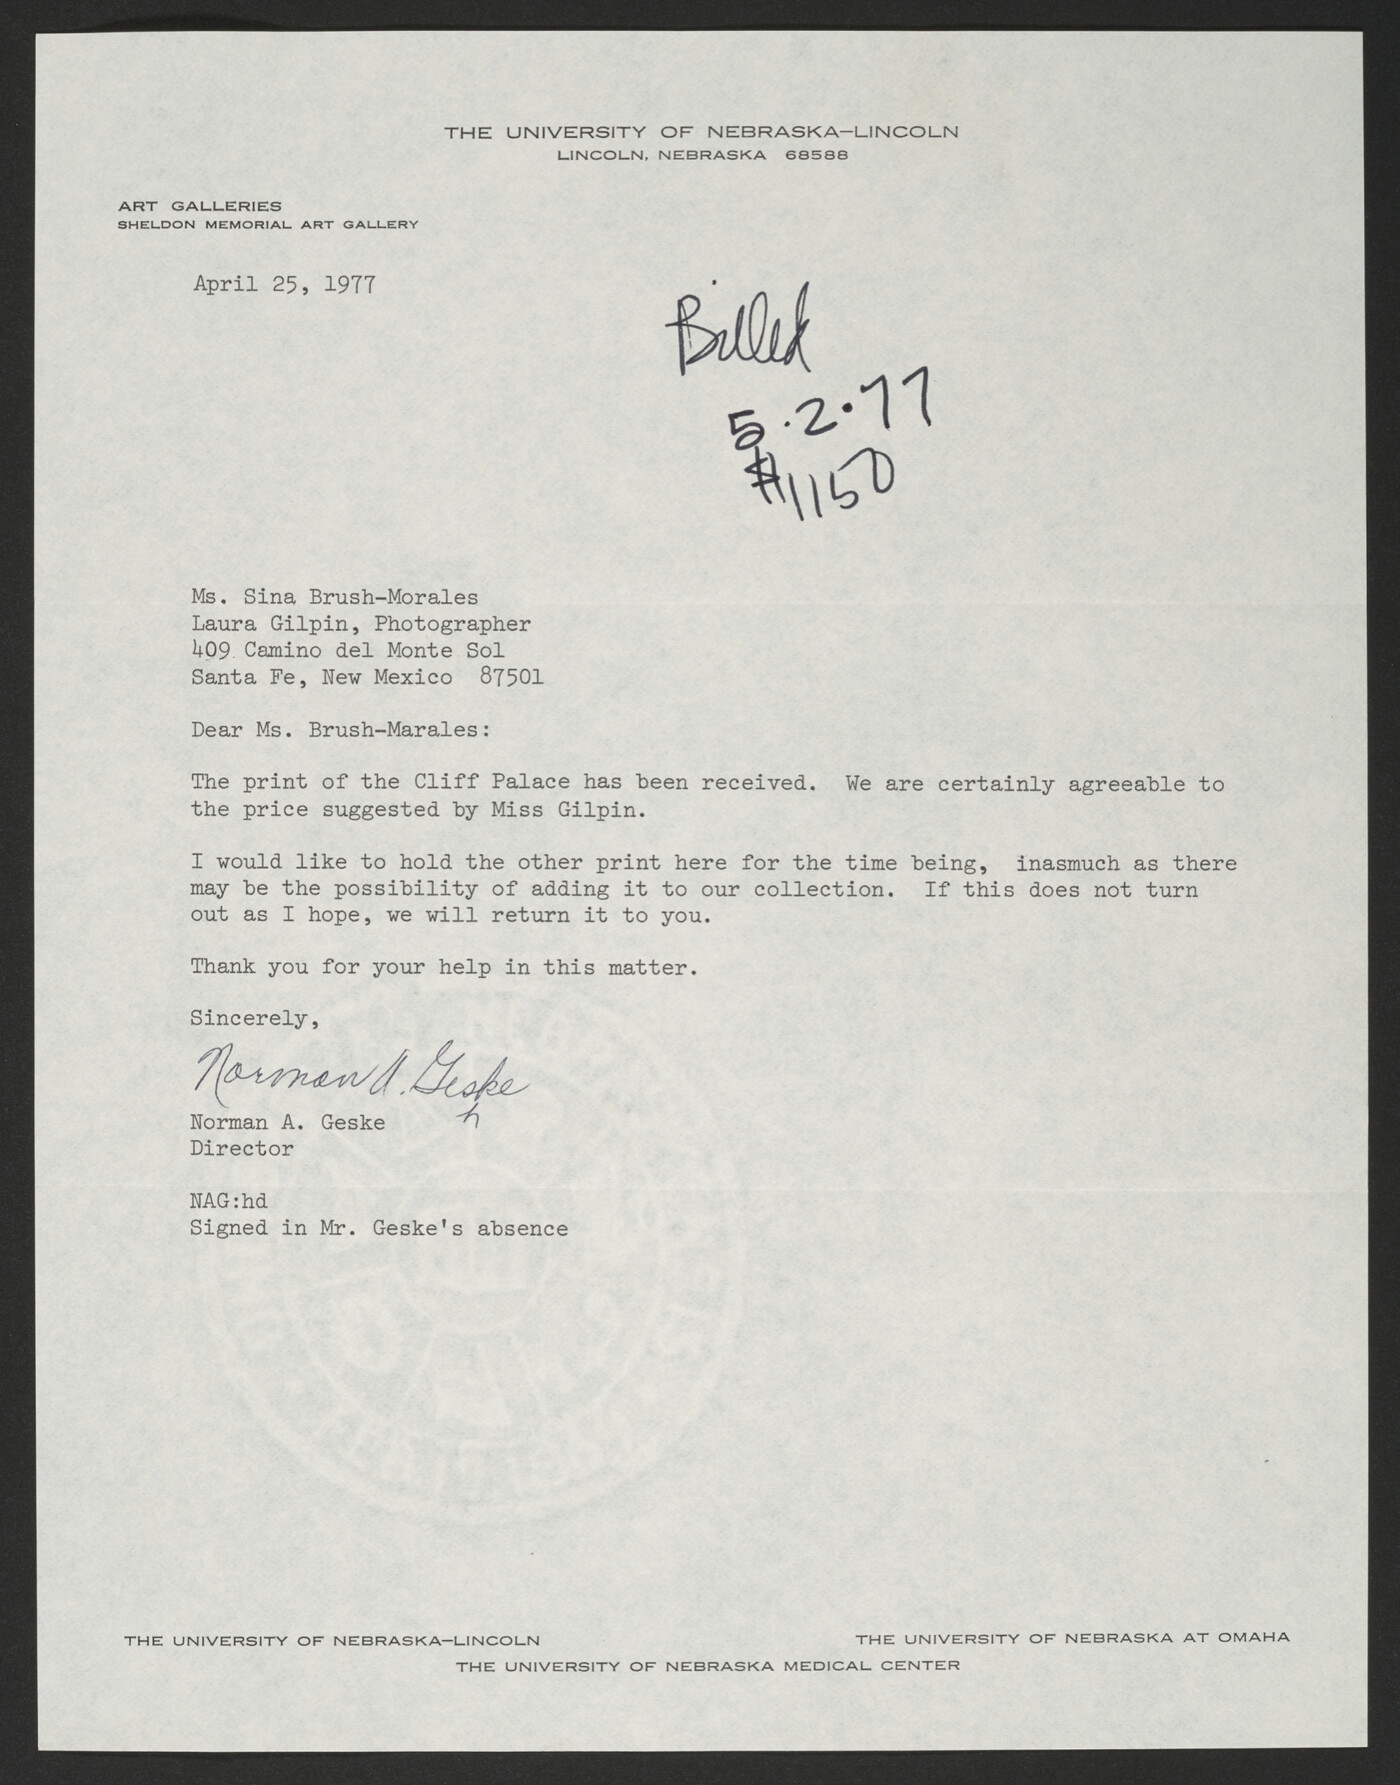 THE UNIVERSITY OF NEBRASKA—LINCOLN
LINCOLN, NEBRASKA 68588
ART GALLERIES
SHELDON MEMORIAL ART GALLERY
April 25, 1977
Billed
5.2.77
$1150
Ms. Sina Brush-Morales
Laura Gilpin, Photographer
409 Camino del Monte Sol
Santa Fe, New Mexico 87501
Dear Ms. Brush-Marales:
The print of the Cliff Palace has been received. We are certainly agreeable to
the price suggested by Miss Gilpin.
I would like to hold the other print here for the time being, inasmuch as there
may be the possibility of adding it to our collection. If this does not turn
out as I hope, we will return it to you.
Thank you for your help in this matter.
Sincerely,
Norman A. Geske
h
Norman A. Geske
Director
NAG:hd
Signed in Mr. Geske's absence
THE UNIVERSITY OF NEBRASKA—LINCOLN
THE UNIVERSITY OF NEBRASKA AT OMAHA
THE UNIVERSITY OF NEBRASKA MEDICAL CENTER